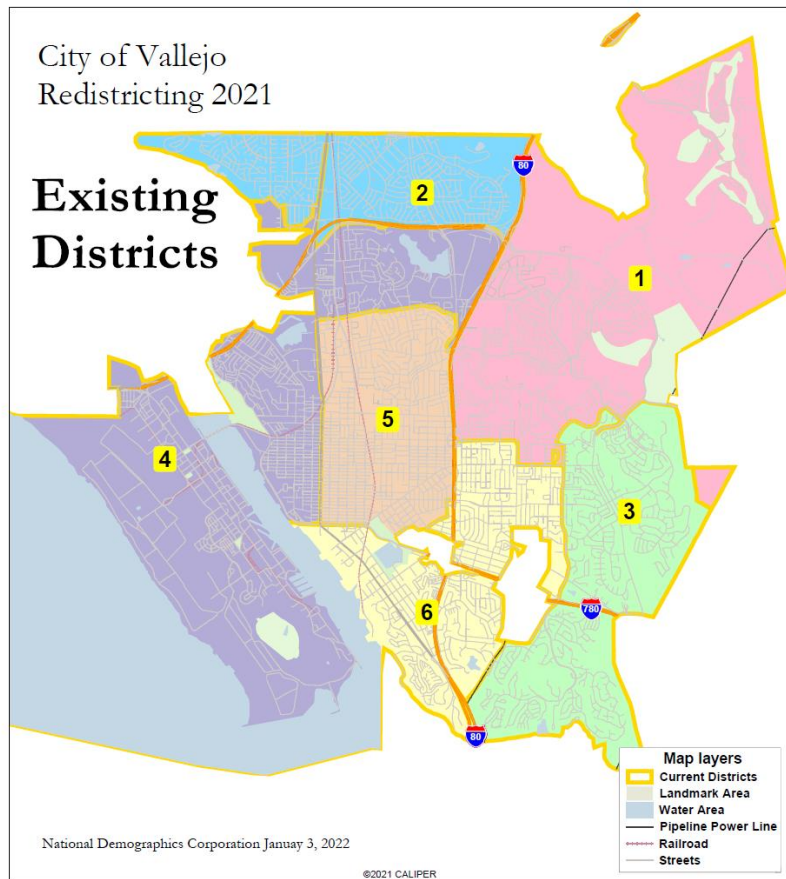 City of Vallejo
Redistricting 2021
Existing
Districts
80
2
1
5
4
3
780
6
80
Map layers
Current Districts
Landmark Area
Water Area
Pipeline Power Line
Railroad
Streets
National Demographics Corporation Januay 3, 2022
©2021 CALIPER